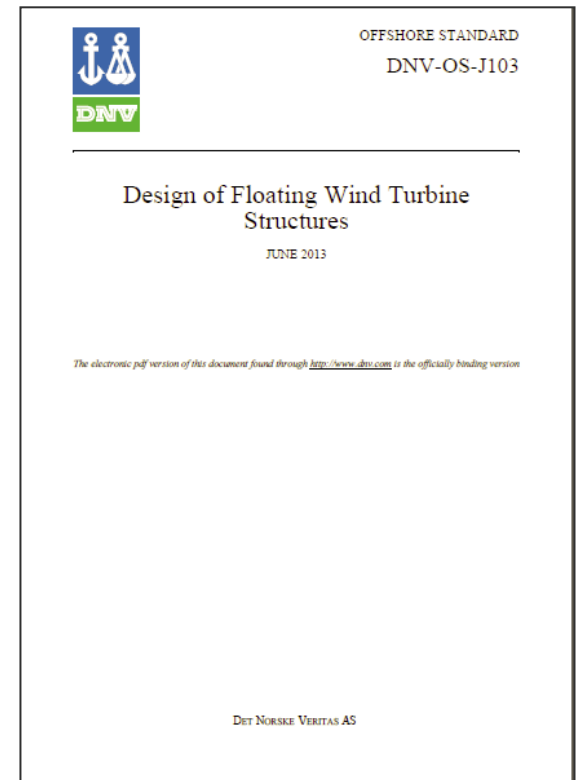 OFFSHORE STANDARD
DNV-OS-J103
DNV
Design of Floating Wind Turbine
Structures
JUNE 2013
The electronic pdf version of this document found through http://www.dnv.com is the officially binding version
DET NORSKE VERITAS AS